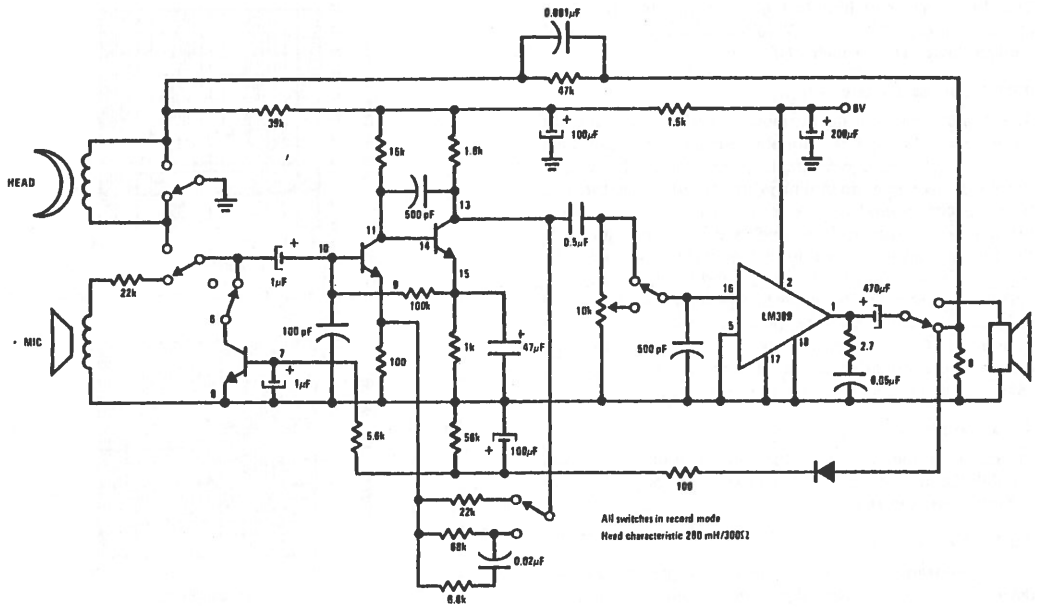 0.001µF
47k
39k
16k
1.6k
+
100µF
1.5k
6V
+
200µF
HEAD
500 pF
13
11
14
10
+
1µF
15
9
100k
0.5µF
10k
16
5
2
LM389
1
17
18
470µF
+
2.7
0.05µF
8
22k
6
MIC
100 pF
7
+
1µF
8
100
1k
+
47µF
500 pF
5.6k
56k
+
100µF
100
22k
68k
0.02µF
6.8k
All switches in record mode
Head characteristic 280 mH/300Ω